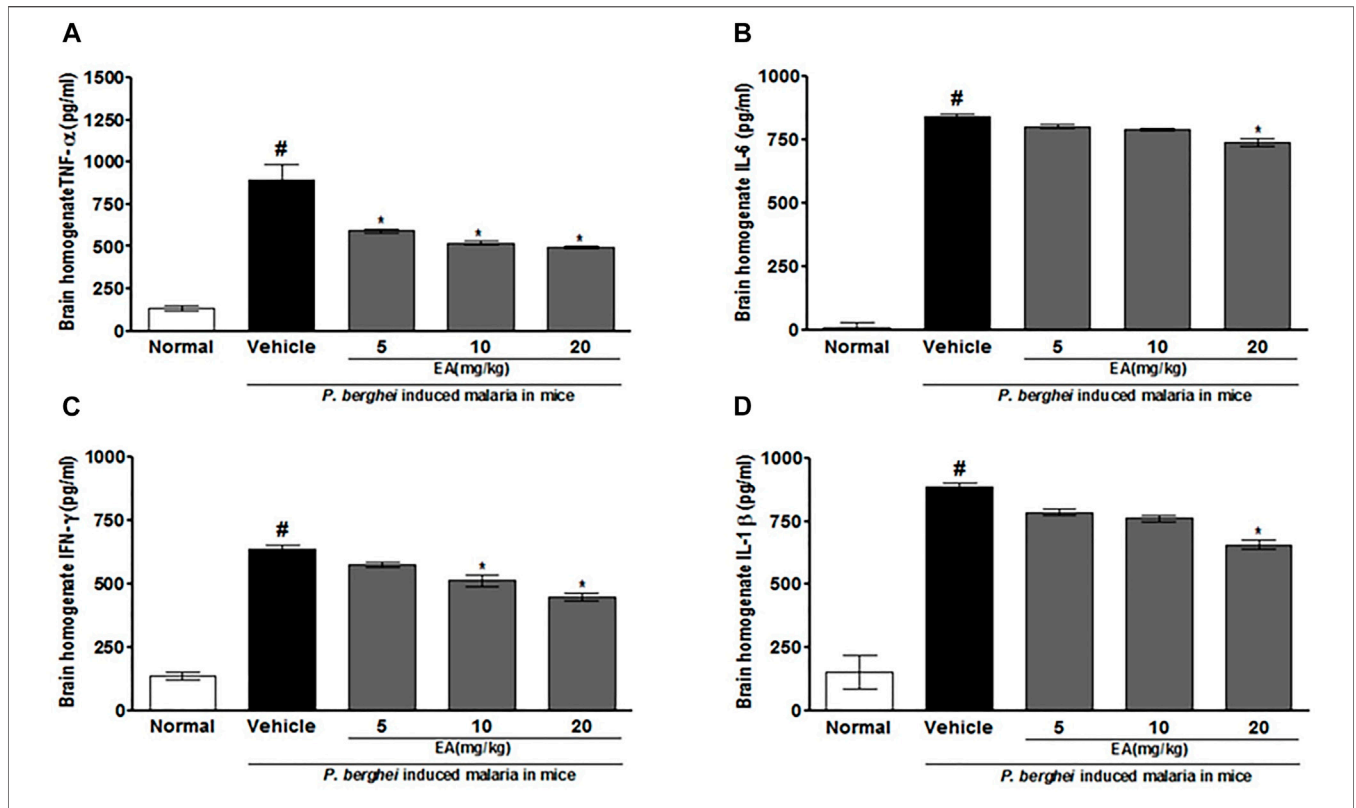 A
Brain homogenateTNF-α(pg/ml)
1500
1250
1000
750
500
250
0
#
*
*
*
Normal Vehicle 5 10 20
EA(mg/kg)
P. berghei induced malaria in mice
B
Brain homogenate IL-6 (pg/ml)
1000
750
500
250
0
#
*
Normal Vehicle 5 10 20
EA(mg/kg)
P. berghei induced malaria in mice
C
Brain homogenate IFN-γ(pg/ml)
1000
750
500
250
0
#
*
*
Normal Vehicle 5 10 20
EA(mg/kg)
P. berghei induced malaria in mice
D
Brain homogenate IL-1 β (pg/ml)
1000
750
500
250
0
#
*
Normal Vehicle 5 10 20
EA(mg/kg)
P. berghei induced malaria in mice